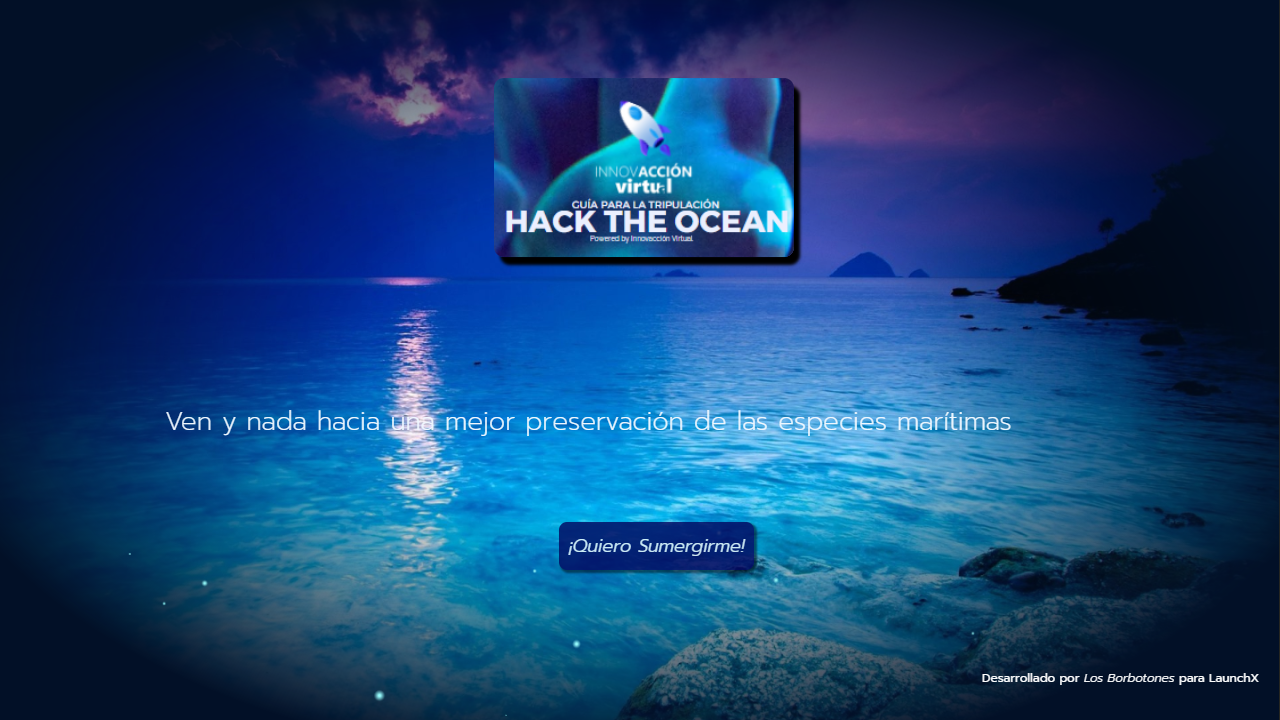 INNOVACCIÓN
virtual
GUÍA PARA LA TRIPULACIÓN
HACK THE OCEAN
Powered by Innovacción Virtual
Ven y nada hacia una mejor preservación de las especies marítimas
¡Quiero Sumergirme!
Desarrollado por Los Borbotones para LaunchX